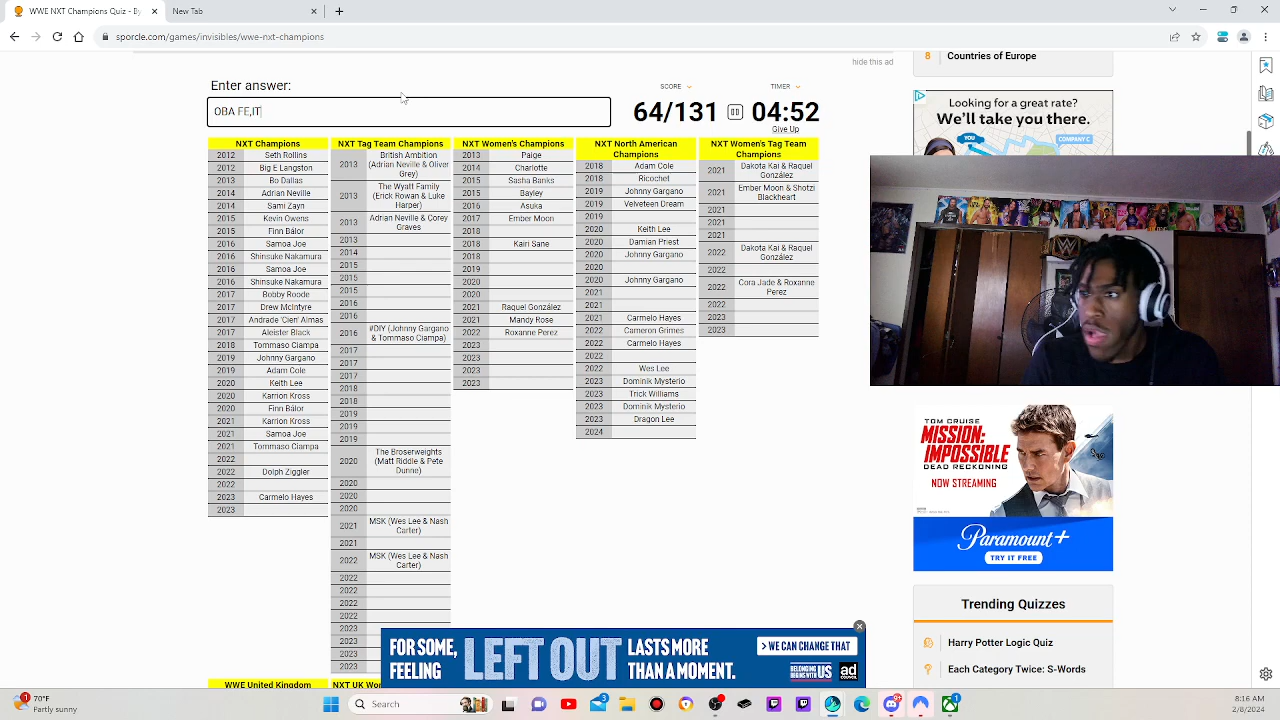 WWE NXT Champions Quiz - By
New Tab
sporcle.com/games/invisibles/wwe-nxt-champions
hide this ad
Enter answer:
OBA FE,IT
SCORE
64/131
TIMER
04:52
Give Up
NXT Champions
2012 Seth Rollins
2012 Big E Langston
2013 Bo Dallas
2014 Adrian Neville
2014 Sami Zayn
2015 Kevin Owens
2015 Finn Bálor
2016 Samoa Joe
2016 Shinsuke Nakamura
2016 Samoa Joe
2016 Shinsuke Nakamura
2017 Bobby Roode
2017 Drew McIntyre
2017 Andrade 'Cien' Almas
2017 Aleister Black
2018 Tommaso Ciampa
2019 Johnny Gargano
2019 Adam Cole
2020 Keith Lee
2020 Karrion Kross
2020 Finn Bálor
2021 Karrion Kross
2021 Samoa Joe
2021 Tommaso Ciampa
2022
2022 Dolph Ziggler
2022
2023 Carmelo Hayes
2023
NXT Tag Team Champions
2013 British Ambition
(Adrian Neville & Oliver
Grey)
2013 The Wyatt Family
(Erick Rowan & Luke
Harper)
2013 Adrian Neville & Corey
Graves
2013
2014
2015
2015
2015
2016
2016
2016 #DIY (Johnny Gargano
& Tommaso Ciampa)
2017
2017
2017
2018
2018
2019
2019
2019
2020 The Broserweights
(Matt Riddle & Pete
Dunne)
2020
2020
2020
2021 MSK (Wes Lee & Nash
Carter)
2021
2022 MSK (Wes Lee & Nash
Carter)
2022
2022
2022
2022
2023
2023
2023
2023
NXT Women's Champions
2013 Paige
2014 Charlotte
2015 Sasha Banks
2015 Bayley
2016 Asuka
2017 Ember Moon
2018
2018 Kairi Sane
2018
2019
2020
2020
2021 Raquel González
2021 Mandy Rose
2022 Roxanne Perez
2023
2023
2023
2023
NXT North American
Champions
2018 Adam Cole
2018 Ricochet
2019 Johnny Gargano
2019 Velveteen Dream
2019
2020 Keith Lee
2020 Damian Priest
2020 Johnny Gargano
2020
2020 Johnny Gargano
2021
2021
2021 Carmelo Hayes
2022 Cameron Grimes
2022 Carmelo Hayes
2022
2022 Wes Lee
2023 Dominik Mysterio
2023 Trick Williams
2023 Dominik Mysterio
2023 Dragon Lee
2024
NXT Women's Tag Team
Champions
2021 Dakota Kai & Raquel
González
2021 Ember Moon & Shotzi
Blackheart
2021
2021
2021
2022 Dakota Kai & Raquel
González
2022
2022 Cora Jade & Roxanne
Perez
2022
2023
2023
WWE United Kingdom
NXT UK Wo
8 Countries of Europe
Looking for a great rate?
We'll take you there.
YOU
COMPANY C
TOM CRUISE
MISSION:
IMPOSSIBLE
DEAD RECKONING
NOW STREAMING
Paramount+
TRY IT FREE
Trending Quizzes
Harry Potter Logic Quiz
Each Category Twice: S-Words
FOR SOME,
FEELING
LEFT OUT
LASTS MORE
THAN A MOMENT.
> WE CAN CHANGE THAT
BELONGING
BEGINS WITH US
ad
COUNCIL
1
70°F
Partly sunny
Search
3
9+
1
8:16 AM
2/8/2024